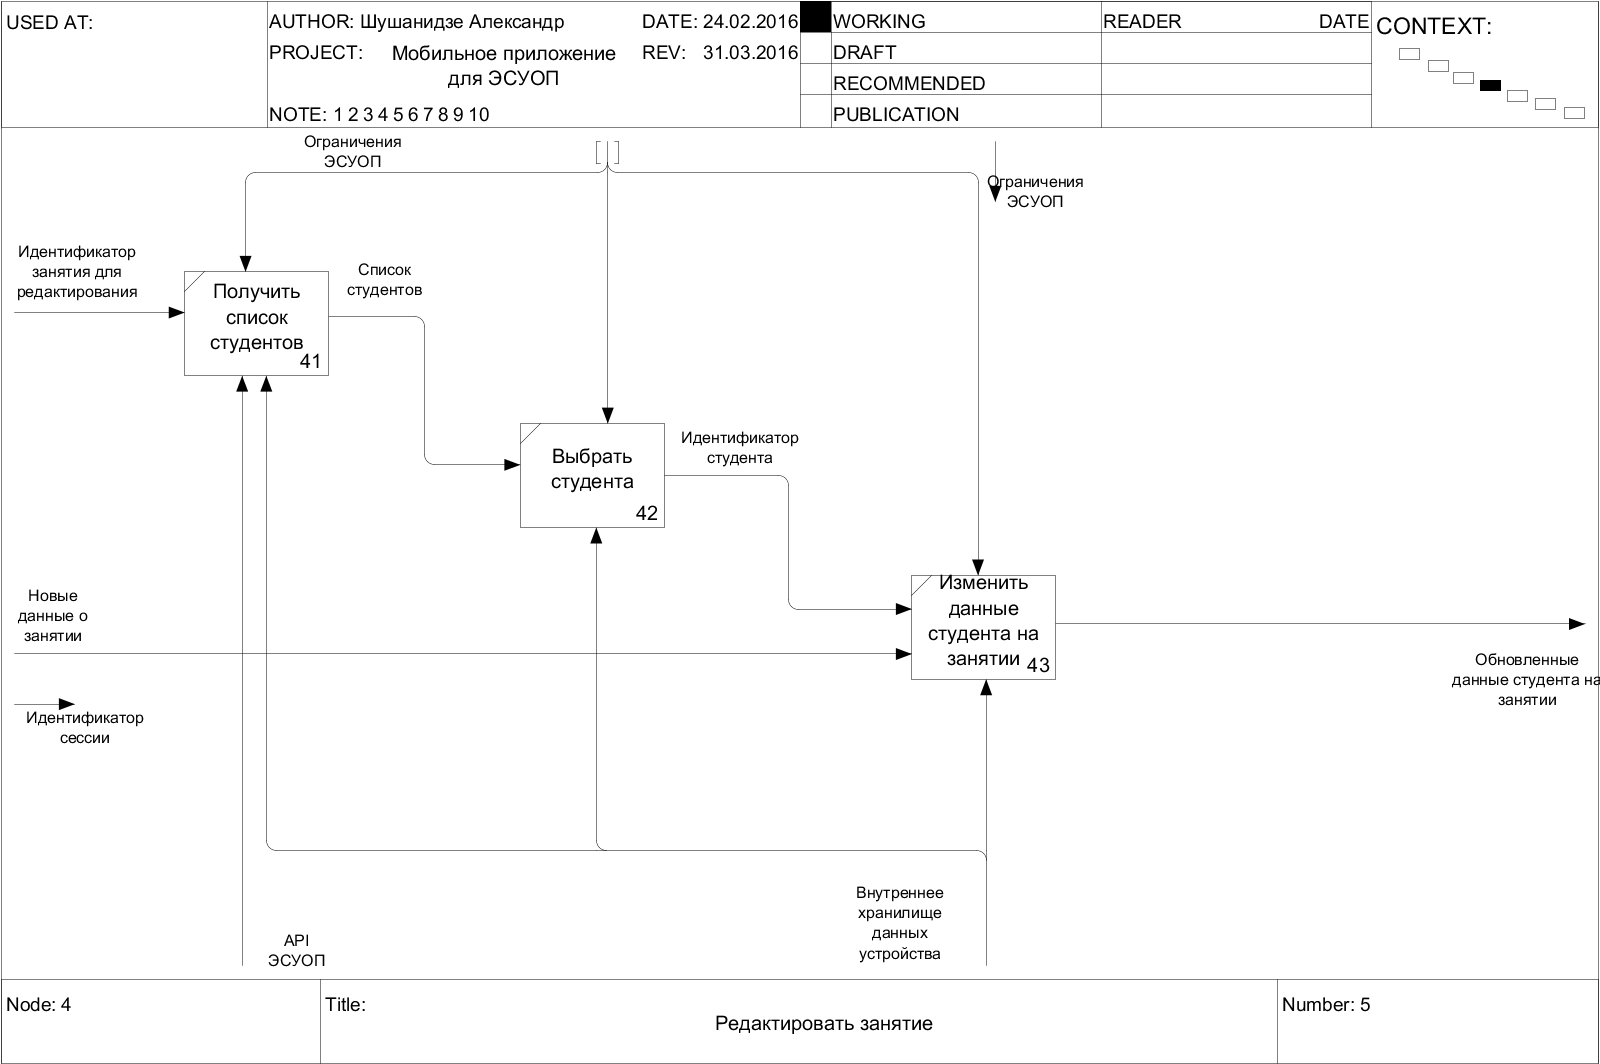 USED AT:
AUTHOR: Шушанидзе Александр
DATE: 24.02.2016
PROJECT: Мобильное приложение
для ЭСУОП
REV: 31.03.2016
NOTE: 1 2 3 4 5 6 7 8 9 10
WORKING
DRAFT
RECOMMENDED
PUBLICATION
READER
DATE
CONTEXT:
Ограничения
ЭСУОП
Ограничения
ЭСУОП
Идентификатор
занятия для
редактирования
Получить
список
студентов
41
Список
студентов
Выбрать
студента
42
Идентификатор
студента
Новые
данные о
занятии
Изменить
данные
студента на
занятии
43
Обновленные
данные студента на
занятии
Идентификатор
сессии
API
ЭСУОП
Внутреннее
хранилище
данных
устройства
Node: 4
Title:
Редактировать занятие
Number: 5